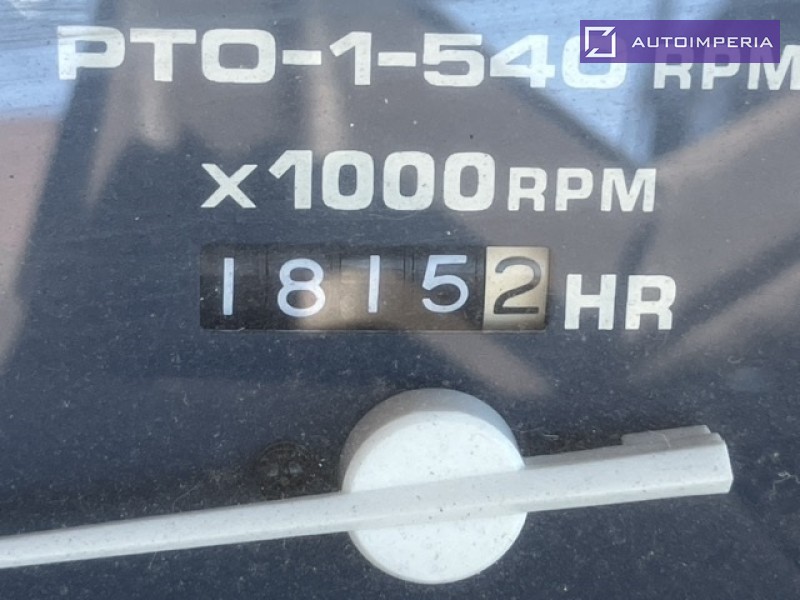 AUTOIMPERIA
PTO-1-540 RPM
x1000RPM
18152 HR